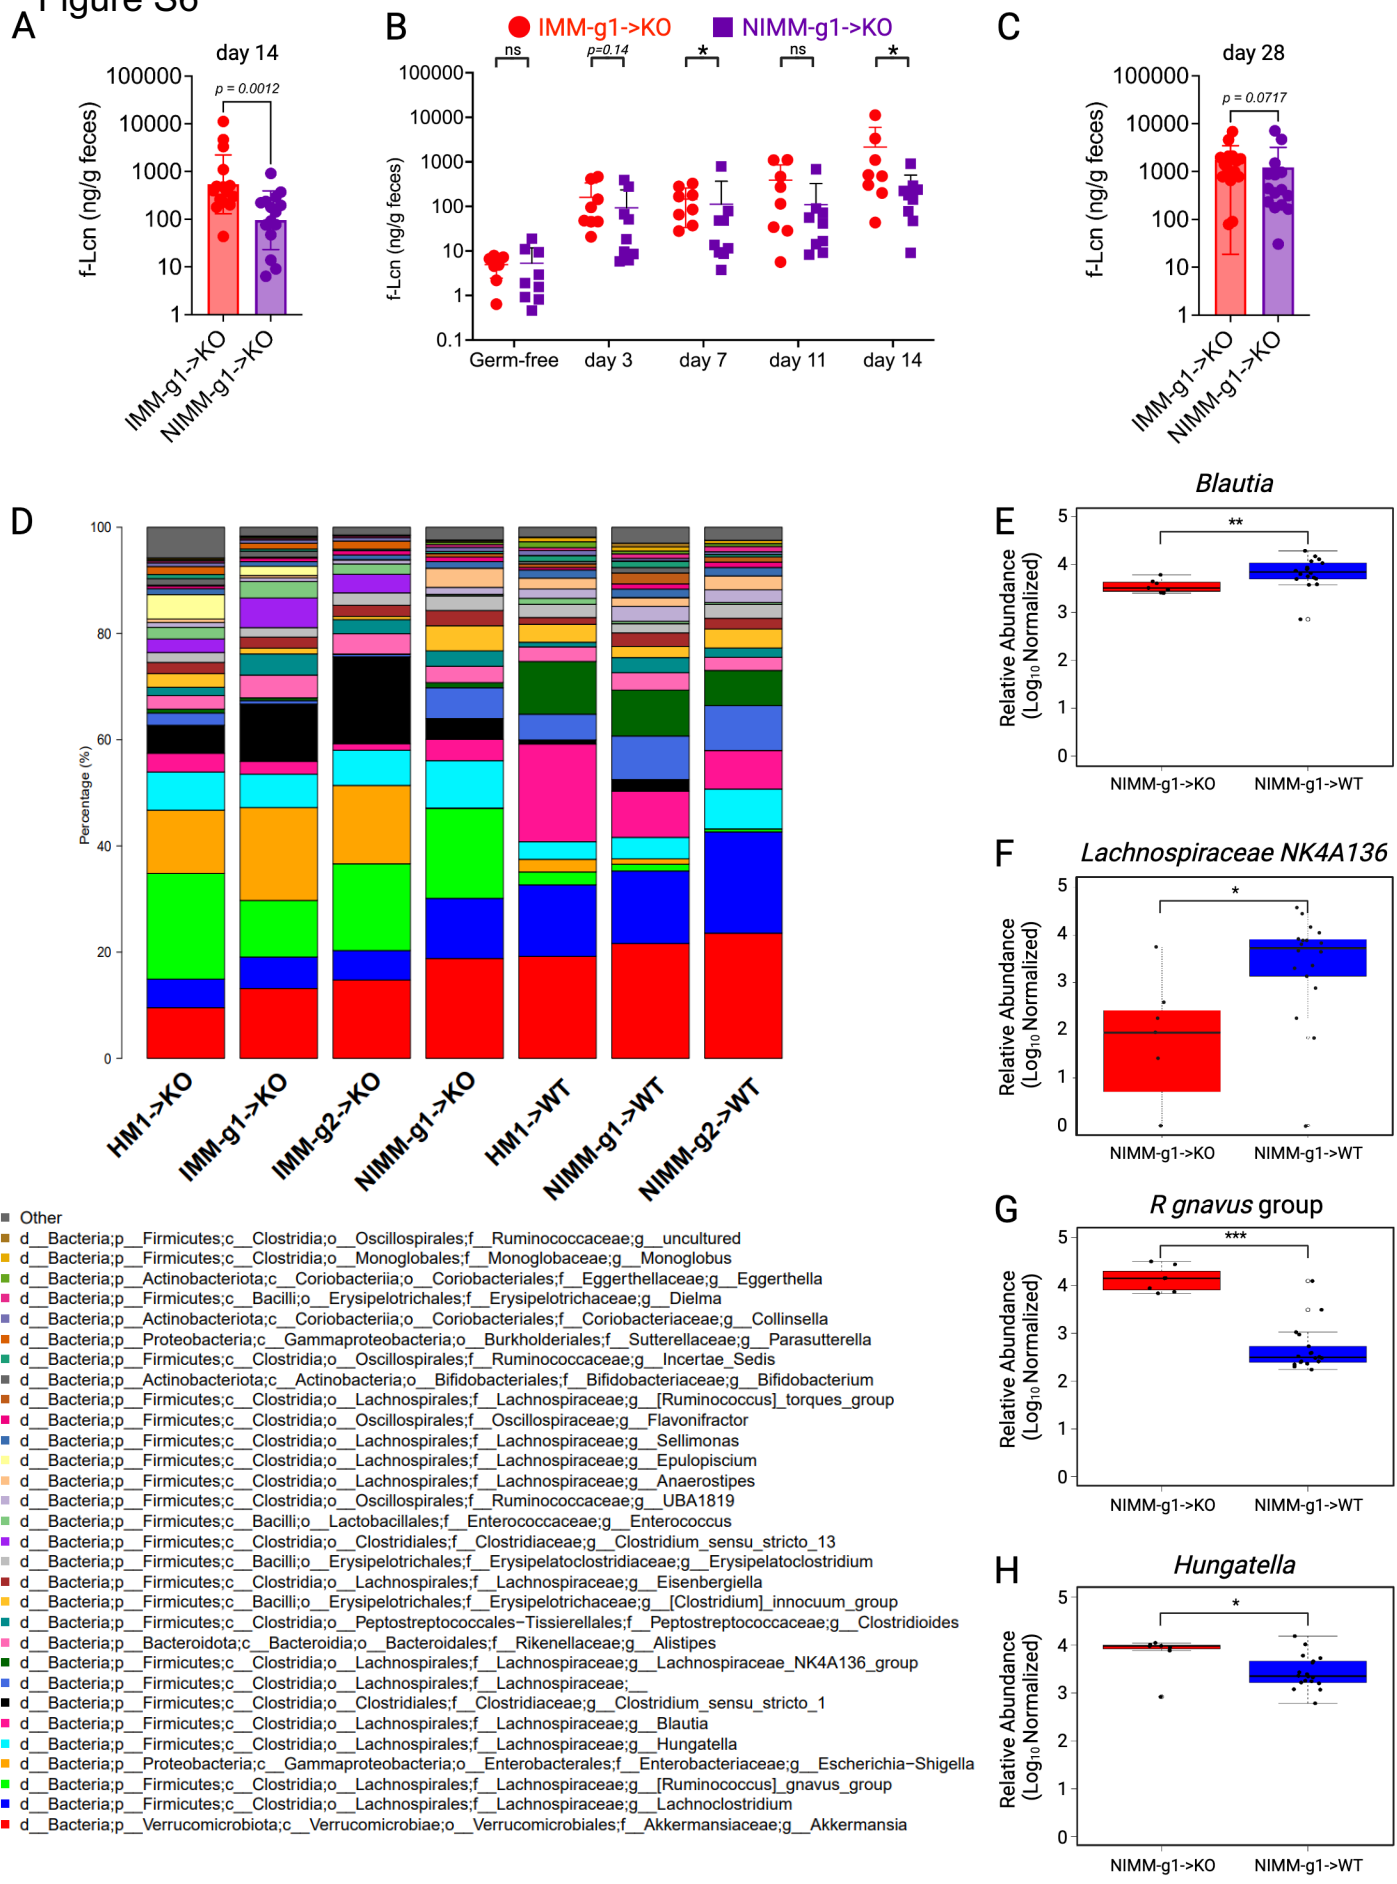 Figure S6
A
day 14
p = 0.0012
f-Lcn (ng/g feces)
100000
10000
1000
100
10
1
IMM-g1->KO
NIMM-g1->KO
B
IMM-g1->KO
NIMM-g1->KO
ns
p=0.14
*
ns
*
f-Lcn (ng/g feces)
100000
10000
1000
100
10
1
0.1
Germ-free
day 3
day 7
day 11
day 14
C
day 28
p = 0.0717
f-Lcn (ng/g feces)
100000
10000
1000
100
10
1
IMM-g1->KO
NIMM-g1->KO
D
Percentage (%)
100
80
60
40
20
0
HM1->KO
IMM-g1->KO
IMM-g2->KO
NIMM-g1->KO
HM1->WT
NIMM-g1->WT
NIMM-g2->WT
Other
d__Bacteria;p__Firmicutes;c__Clostridia;o__Oscillospirales;f__Ruminococcaceae;g__uncultured
d__Bacteria;p__Firmicutes;c__Clostridia;o__Monoglobales;f__Monoglobaceae;g__Monoglobus
d__Bacteria;p__Actinobacteriota;c__Coriobacteriia;o__Coriobacteriales;f__Eggerthellaceae;g__Eggerthella
d__Bacteria;p__Firmicutes;c__Bacilli;o__Erysipelotrichales;f__Erysipelotrichaceae;g__Dielma
d__Bacteria;p__Actinobacteriota;c__Coriobacteriia;o__Coriobacteriales;f__Coriobacteriaceae;g__Collinsella
d__Bacteria;p__Proteobacteria;c__Gammaproteobacteria;o__Burkholderiales;f__Sutterellaceae;g__Parasutterella
d__Bacteria;p__Firmicutes;c__Clostridia;o__Oscillospirales;f__Ruminococcaceae;g__Incertae_Sedis
d__Bacteria;p__Actinobacteriota;c__Actinobacteria;o__Bifidobacteriales;f__Bifidobacteriaceae;g__Bifidobacterium
d__Bacteria;p__Firmicutes;c__Clostridia;o__Lachnospirales;f__Lachnospiraceae;g__[Ruminococcus]_torques_group
d__Bacteria;p__Firmicutes;c__Clostridia;o__Oscillospirales;f__Oscillospiraceae;g__Flavonifractor
d__Bacteria;p__Firmicutes;c__Clostridia;o__Lachnospirales;f__Lachnospiraceae;g__Sellimonas
d__Bacteria;p__Firmicutes;c__Clostridia;o__Lachnospirales;f__Lachnospiraceae;g__Epulopiscium
d__Bacteria;p__Firmicutes;c__Clostridia;o__Lachnospirales;f__Lachnospiraceae;g__Anaerostipes
d__Bacteria;p__Firmicutes;c__Clostridia;o__Oscillospirales;f__Ruminococcaceae;g__UBA1819
d__Bacteria;p__Firmicutes;c__Bacilli;o__Lactobacillales;f__Enterococcaceae;g__Enterococcus
d__Bacteria;p__Firmicutes;c__Clostridia;o__Clostridiales;f__Clostridiaceae;g__Clostridium_sensu_stricto_13
d__Bacteria;p__Firmicutes;c__Bacilli;o__Erysipelotrichales;f__Erysipelatoclostridiaceae;g__Erysipelatoclostridium
d__Bacteria;p__Firmicutes;c__Clostridia;o__Lachnospirales;f__Lachnospiraceae;g__Eisenbergiella
d__Bacteria;p__Firmicutes;c__Bacilli;o__Erysipelotrichales;f__Erysipelotrichaceae;g__[Clostridium]_innocuum_group
d__Bacteria;p__Firmicutes;c__Clostridia;o__Peptostreptococcales−Tissierellales;f__Peptostreptococcaceae;g__Clostridioides
d__Bacteria;p__Bacteroidota;c__Bacteroidia;o__Bacteroidales;f__Rikenellaceae;g__Alistipes
d__Bacteria;p__Firmicutes;c__Clostridia;o__Lachnospirales;f__Lachnospiraceae;g__Lachnospiraceae_NK4A136_group
d__Bacteria;p__Firmicutes;c__Clostridia;o__Lachnospirales;f__Lachnospiraceae;__
d__Bacteria;p__Firmicutes;c__Clostridia;o__Clostridiales;f__Clostridiaceae;g__Clostridium_sensu_stricto_1
d__Bacteria;p__Firmicutes;c__Clostridia;o__Lachnospirales;f__Lachnospiraceae;g__Blautia
d__Bacteria;p__Firmicutes;c__Clostridia;o__Lachnospirales;f__Lachnospiraceae;g__Hungatella
d__Bacteria;p__Proteobacteria;c__Gammaproteobacteria;o__Enterobacterales;f__Enterobacteriaceae;g__Escherichia−Shigella
d__Bacteria;p__Firmicutes;c__Clostridia;o__Lachnospirales;f__Lachnospiraceae;g__[Ruminococcus]_gnavus_group
d__Bacteria;p__Firmicutes;c__Clostridia;o__Lachnospirales;f__Lachnospiraceae;g__Lachnoclostridium
d__Bacteria;p__Verrucomicrobiota;c__Verrucomicrobiae;o__Verrucomicrobiales;f__Akkermansiaceae;g__Akkermansia
E
Blautia
**
Relative Abundance
(Log₁₀ Normalized)
5
4
3
2
1
0
NIMM-g1->KO
NIMM-g1->WT
F
Lachnospiraceae NK4A136
*
Relative Abundance
(Log₁₀ Normalized)
5
4
3
2
1
0
NIMM-g1->KO
NIMM-g1->WT
G
R gnavus group
***
Relative Abundance
(Log₁₀ Normalized)
5
4
3
2
1
0
NIMM-g1->KO
NIMM-g1->WT
H
Hungatella
*
Relative Abundance
(Log₁₀ Normalized)
5
4
3
2
1
0
NIMM-g1->KO
NIMM-g1->WT